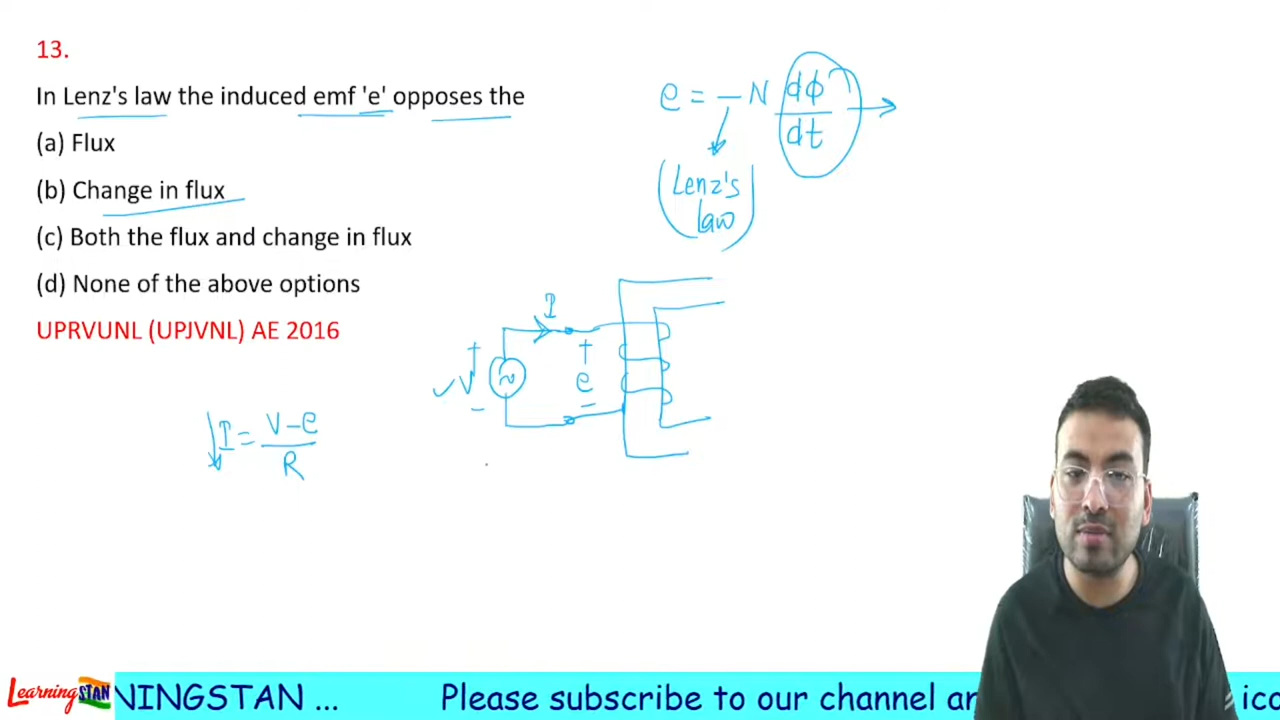 13.
In Lenz's law the induced emf 'e' opposes the
(a) Flux
(b) Change in flux
(c) Both the flux and change in flux
(d) None of the above options
UPRVUNL (UPJVNL) AE 2016
e = - N dϕ/dt
(Lenz's
law)
I
+
V
-
~
+
e
-
I = V-e
R
LearningSTAN
NINGSTAN ... Please subscribe to our channel an ico